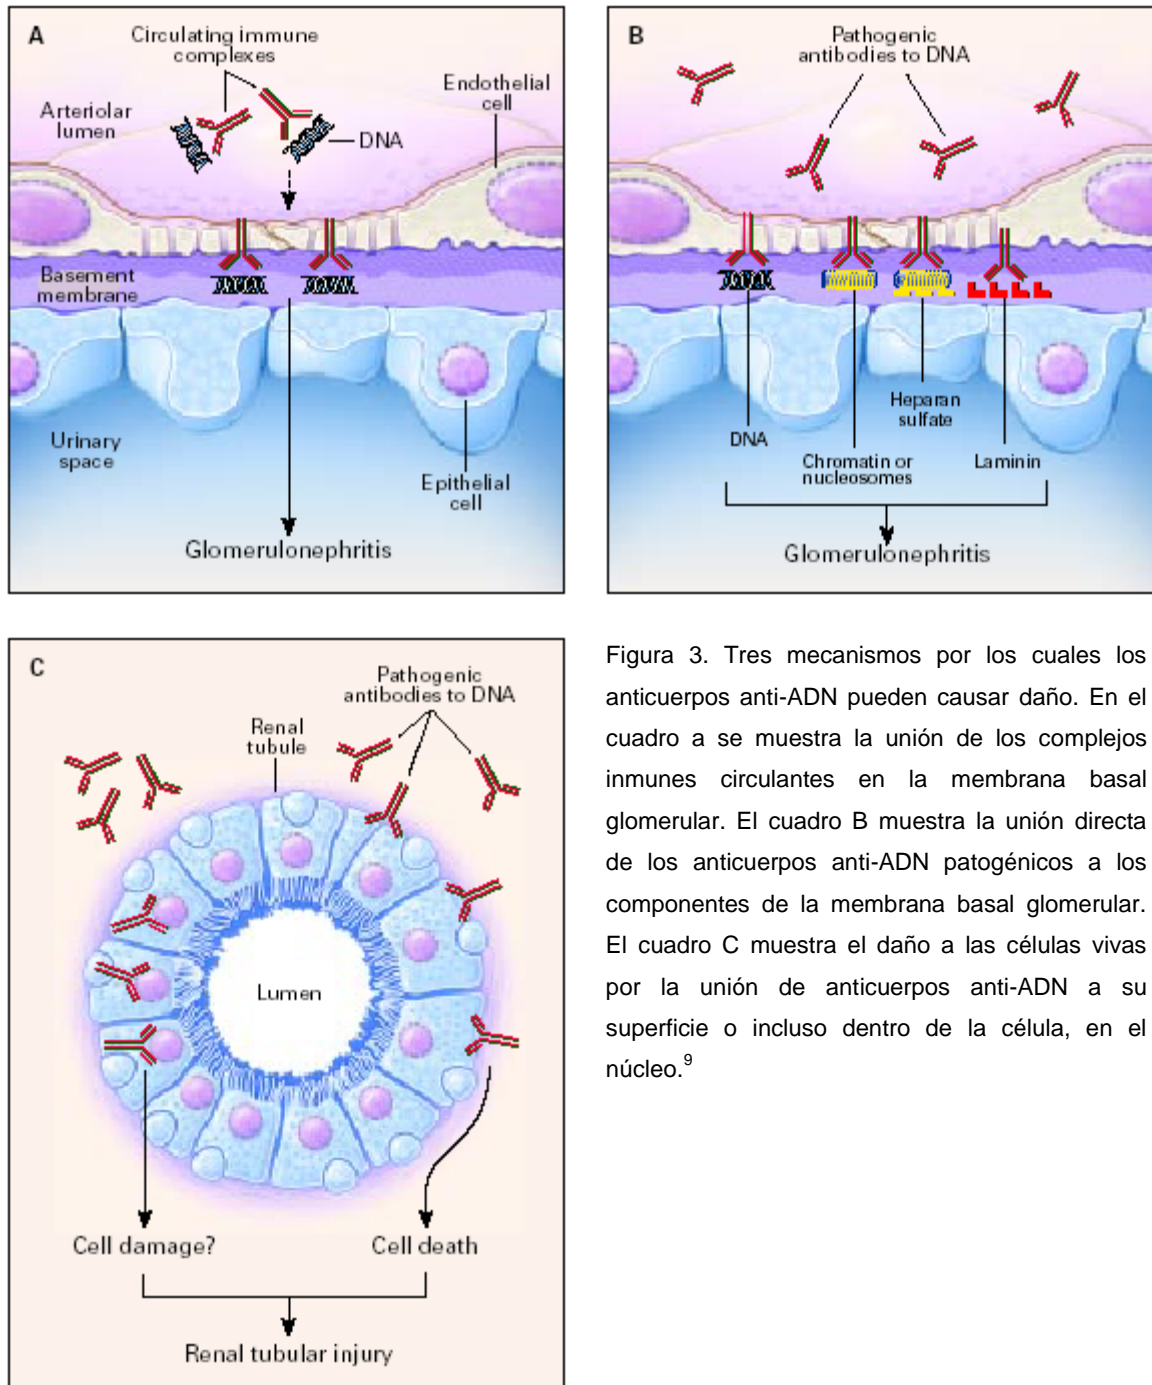 A
Circulating immune
complexes
Arteriolar
lumen
Endothelial
cell
DNA
Basement
membrane
Urinary
space
Epithelial
cell
Glomerulonephritis
B
Pathogenic
antibodies to DNA
DNA
Chromatin or
nucleosomes
Heparan
sulfate
Laminin
Glomerulonephritis
C
Pathogenic
antibodies to DNA
Renal
tubule
Lumen
Cell damage?
Cell death
Renal tubular injury
Figura 3. Tres mecanismos por los cuales los
anticuerpos anti-ADN pueden causar daño. En el
cuadro a se muestra la unión de los complejos
inmunes circulantes en la membrana basal
glomerular. El cuadro B muestra la unión directa
de los anticuerpos anti-ADN patogénicos a los
componentes de la membrana basal glomerular.
El cuadro C muestra el daño a las células vivas
por la unión de anticuerpos anti-ADN a su
superficie o incluso dentro de la célula, en el
núcleo.9